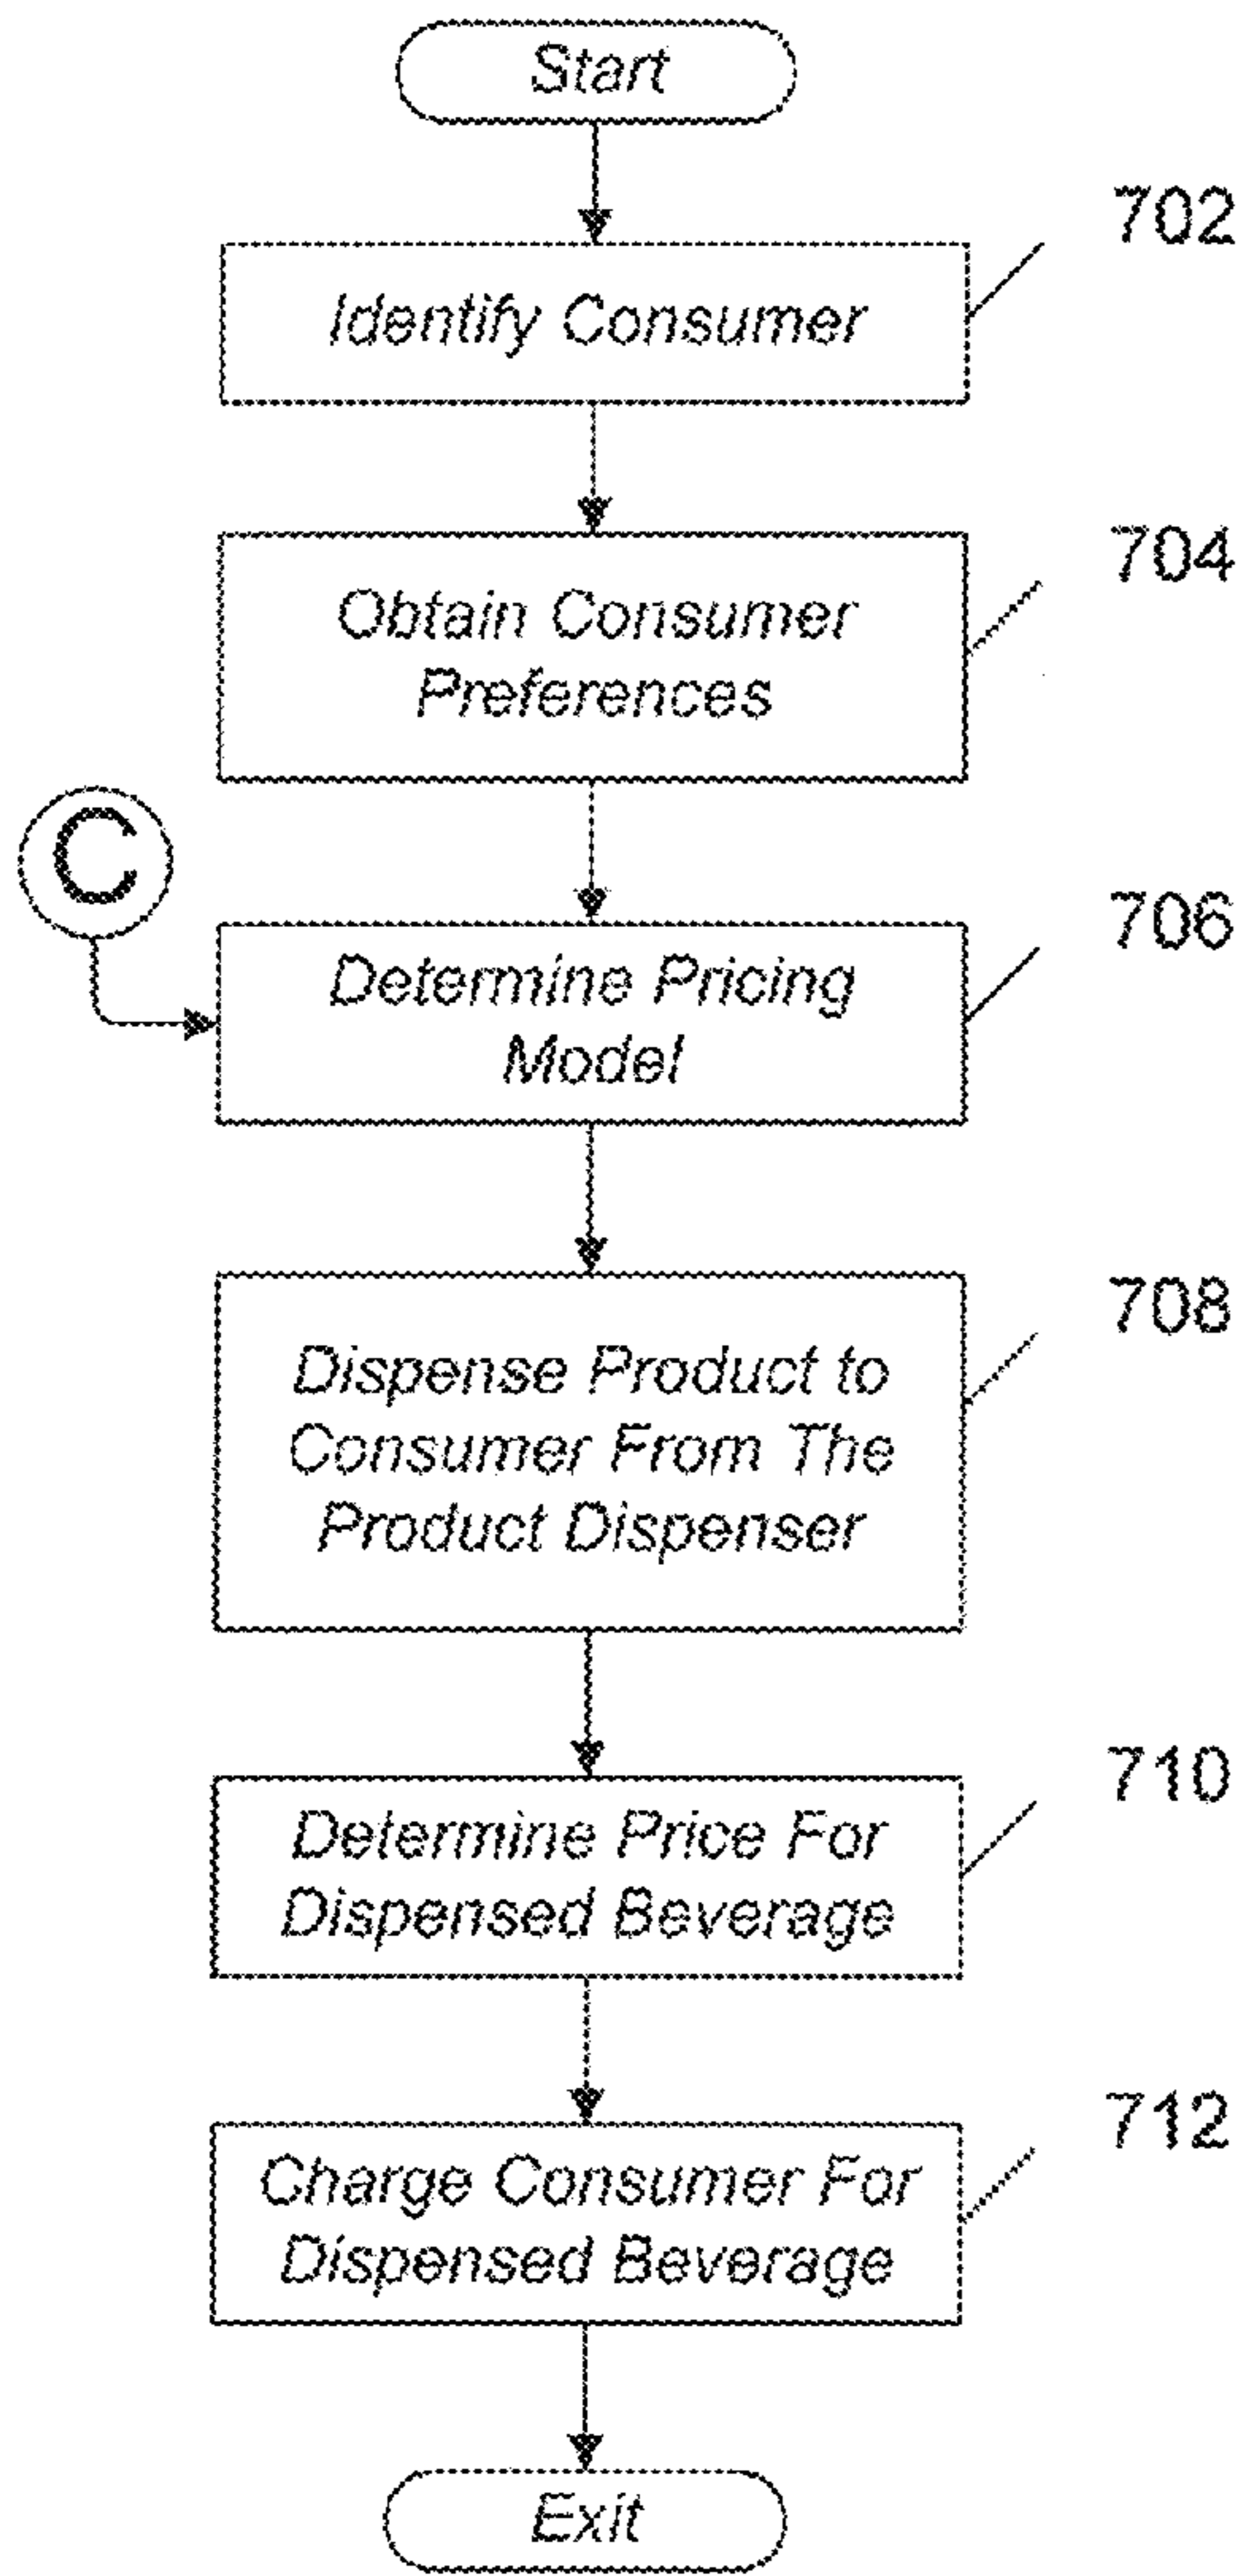 Start
702
Identify Consumer
704
Obtain Consumer
Preferences
C
706
Determine Pricing
Model
708
Dispense Product to
Consumer From The
Product Dispenser
710
Determine Price For
Dispensed Beverage
712
Charge Consumer For
Dispensed Beverage
Exit